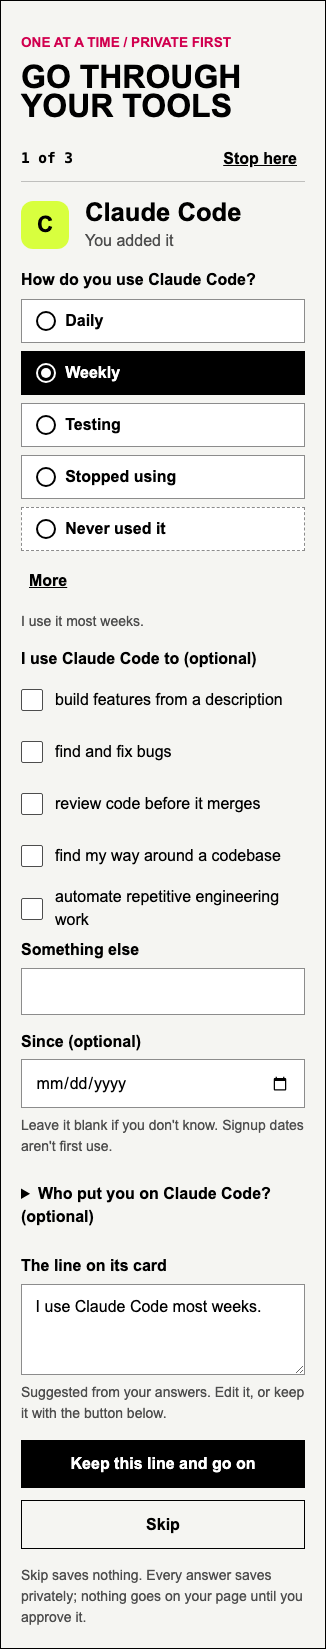 ONE AT A TIME / PRIVATE FIRST
GO THROUGH
YOUR TOOLS
1 of 3
Stop here
C
Claude Code
You added it
How do you use Claude Code?
Daily
Weekly
Testing
Stopped using
Never used it
More
I use it most weeks.
I use Claude Code to (optional)
build features from a description
find and fix bugs
review code before it merges
find my way around a codebase
automate repetitive engineering
work
Something else
Since (optional)
mm/dd/yyyy
Leave it blank if you don't know. Signup dates
aren't first use.
Who put you on Claude Code?
(optional)
The line on its card
I use Claude Code most weeks.
Suggested from your answers. Edit it, or keep
it with the button below.
Keep this line and go on
Skip
Skip saves nothing. Every answer saves
privately; nothing goes on your page until you
approve it.